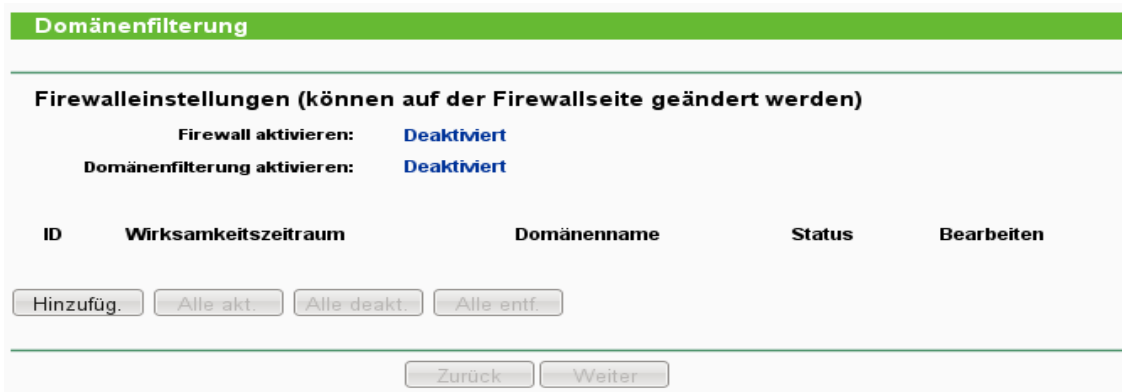 Domänenfilterung
Firewalleinstellungen (können auf der Firewallseite geändert werden)
Firewall aktivieren: Deaktiviert
Domänenfilterung aktivieren: Deaktiviert
ID Wirksamkeitszeitraum Domänenname Status Bearbeiten
Hinzufüg. Alle akt. Alle deakt. Alle entf.
Zurück Weiter